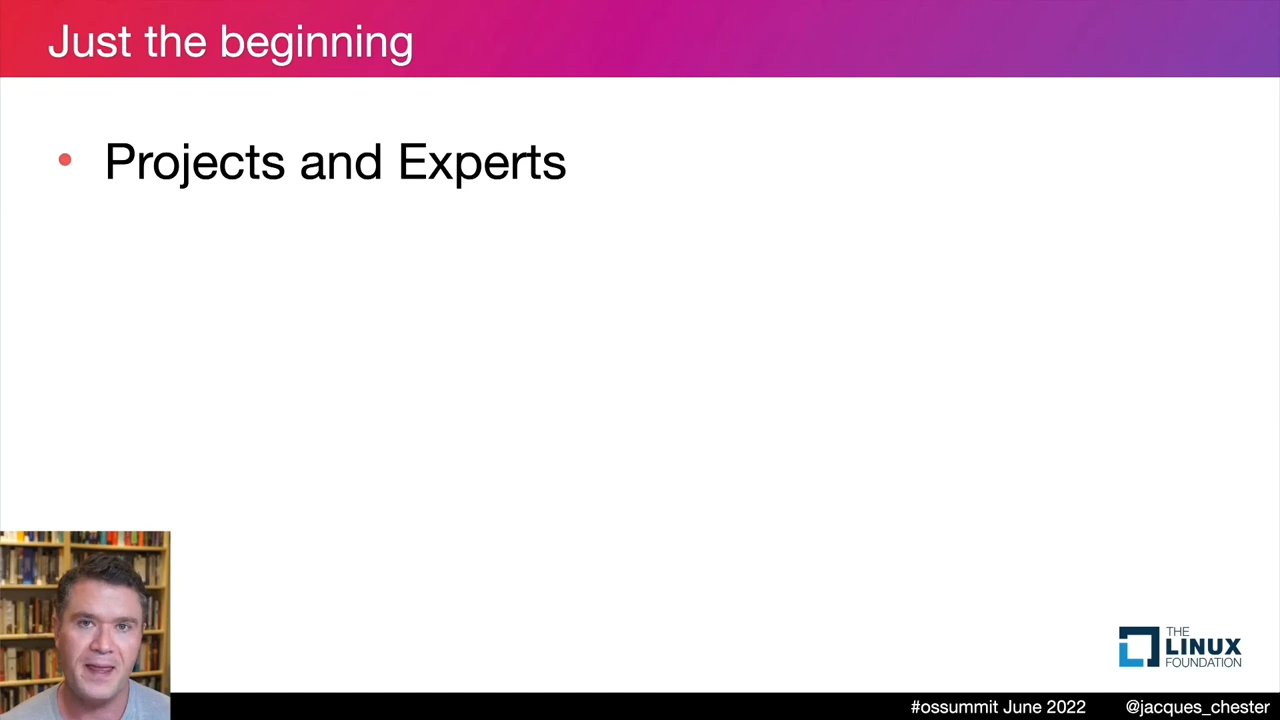 Just the beginning
• Projects and Experts
THE
LINUX
FOUNDATION
#ossummit June 2022 @jacques_chester